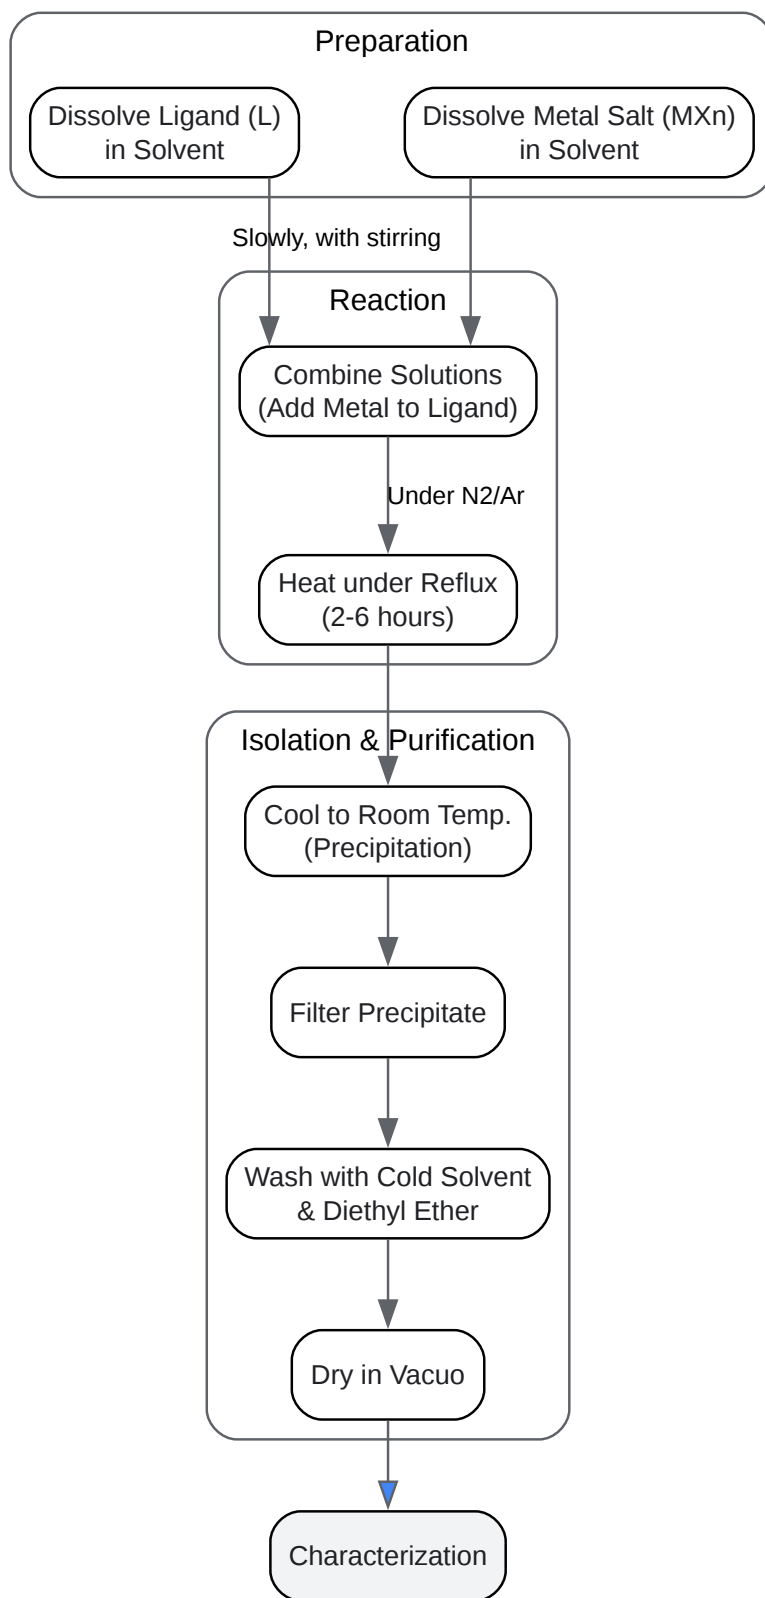 Preparation
Dissolve Ligand (L)
in Solvent
Dissolve Metal Salt (MXn)
in Solvent
Slowly, with stirring
Reaction
Combine Solutions
(Add Metal to Ligand)
Under N2/Ar
Heat under Reflux
(2-6 hours)
Isolation & Purification
Cool to Room Temp.
(Precipitation)
Filter Precipitate
Wash with Cold Solvent
& Diethyl Ether
Dry in Vacuo
Characterization